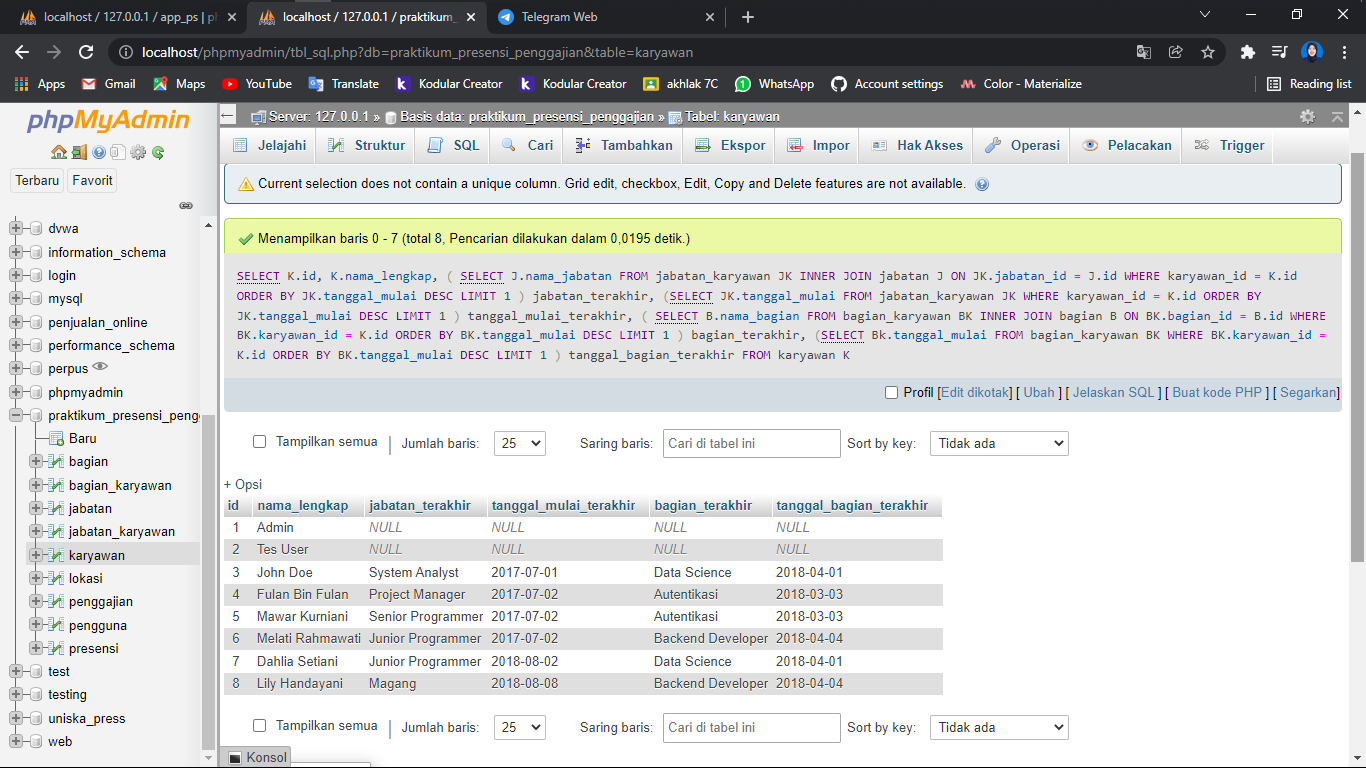 localhost / 127.0.0.1 / app_ps | ph
localhost / 127.0.0.1 / praktikum_
Telegram Web
localhost/phpmyadmin/tbl_sql.php?db=praktikum_presensi_penggajian&table=karyawan
Apps Gmail Maps YouTube Translate Kodular Creator Kodular Creator akhlak 7C WhatsApp Account settings Color - Materialize Reading list
phpMyAdmin
Terbaru Favorit
dvwa
information_schema
login
mysql
penjualan_online
performance_schema
perpus
phpmyadmin
praktikum_presensi_pengg
Baru
bagian
bagian_karyawan
jabatan
jabatan_karyawan
karyawan
lokasi
penggajian
pengguna
presensi
test
testing
uniska_press
web
Server: 127.0.0.1 » Basis data: praktikum_presensi_penggajian » Tabel: karyawan
Jelajahi Struktur SQL Cari Tambahkan Ekspor Impor Hak Akses Operasi Pelacakan Trigger
Current selection does not contain a unique column. Grid edit, checkbox, Edit, Copy and Delete features are not available.
Menampilkan baris 0 - 7 (total 8, Pencarian dilakukan dalam 0,0195 detik.)
SELECT K.id, K.nama_lengkap, ( SELECT J.nama_jabatan FROM jabatan_karyawan JK INNER JOIN jabatan J ON JK.jabatan_id = J.id WHERE karyawan_id = K.id
ORDER BY JK.tanggal_mulai DESC LIMIT 1 ) jabatan_terakhir, (SELECT JK.tanggal_mulai FROM jabatan_karyawan JK WHERE karyawan_id = K.id ORDER BY
JK.tanggal_mulai DESC LIMIT 1 ) tanggal_mulai_terakhir, ( SELECT B.nama_bagian FROM bagian_karyawan BK INNER JOIN bagian B ON BK.bagian_id = B.id WHERE
BK.karyawan_id = K.id ORDER BY BK.tanggal_mulai DESC LIMIT 1 ) bagian_terakhir, (SELECT BK.tanggal_mulai FROM bagian_karyawan BK WHERE BK.karyawan_id =
K.id ORDER BY BK.tanggal_mulai DESC LIMIT 1 ) tanggal_bagian_terakhir FROM karyawan K
Profil [Edit dikotak] [ Ubah ] [ Jelaskan SQL ] [ Buat kode PHP ] [ Segarkan]
Tampilkan semua | Jumlah baris: 25 Saring baris: Cari di tabel ini Sort by key: Tidak ada
+ Opsi
id nama_lengkap jabatan_terakhir tanggal_mulai_terakhir bagian_terakhir tanggal_bagian_terakhir
1 Admin NULL NULL NULL NULL
2 Tes User NULL NULL NULL NULL
3 John Doe System Analyst 2017-07-01 Data Science 2018-04-01
4 Fulan Bin Fulan Project Manager 2017-07-02 Autentikasi 2018-03-03
5 Mawar Kurniani Senior Programmer 2017-07-02 Autentikasi 2018-03-03
6 Melati Rahmawati Junior Programmer 2017-07-02 Backend Developer 2018-04-04
7 Dahlia Setiani Junior Programmer 2018-08-02 Data Science 2018-04-01
8 Lily Handayani Magang 2018-08-08 Backend Developer 2018-04-04
Tampilkan semua | Jumlah baris: 25 Saring baris: Cari di tabel ini Sort by key: Tidak ada
Konsol